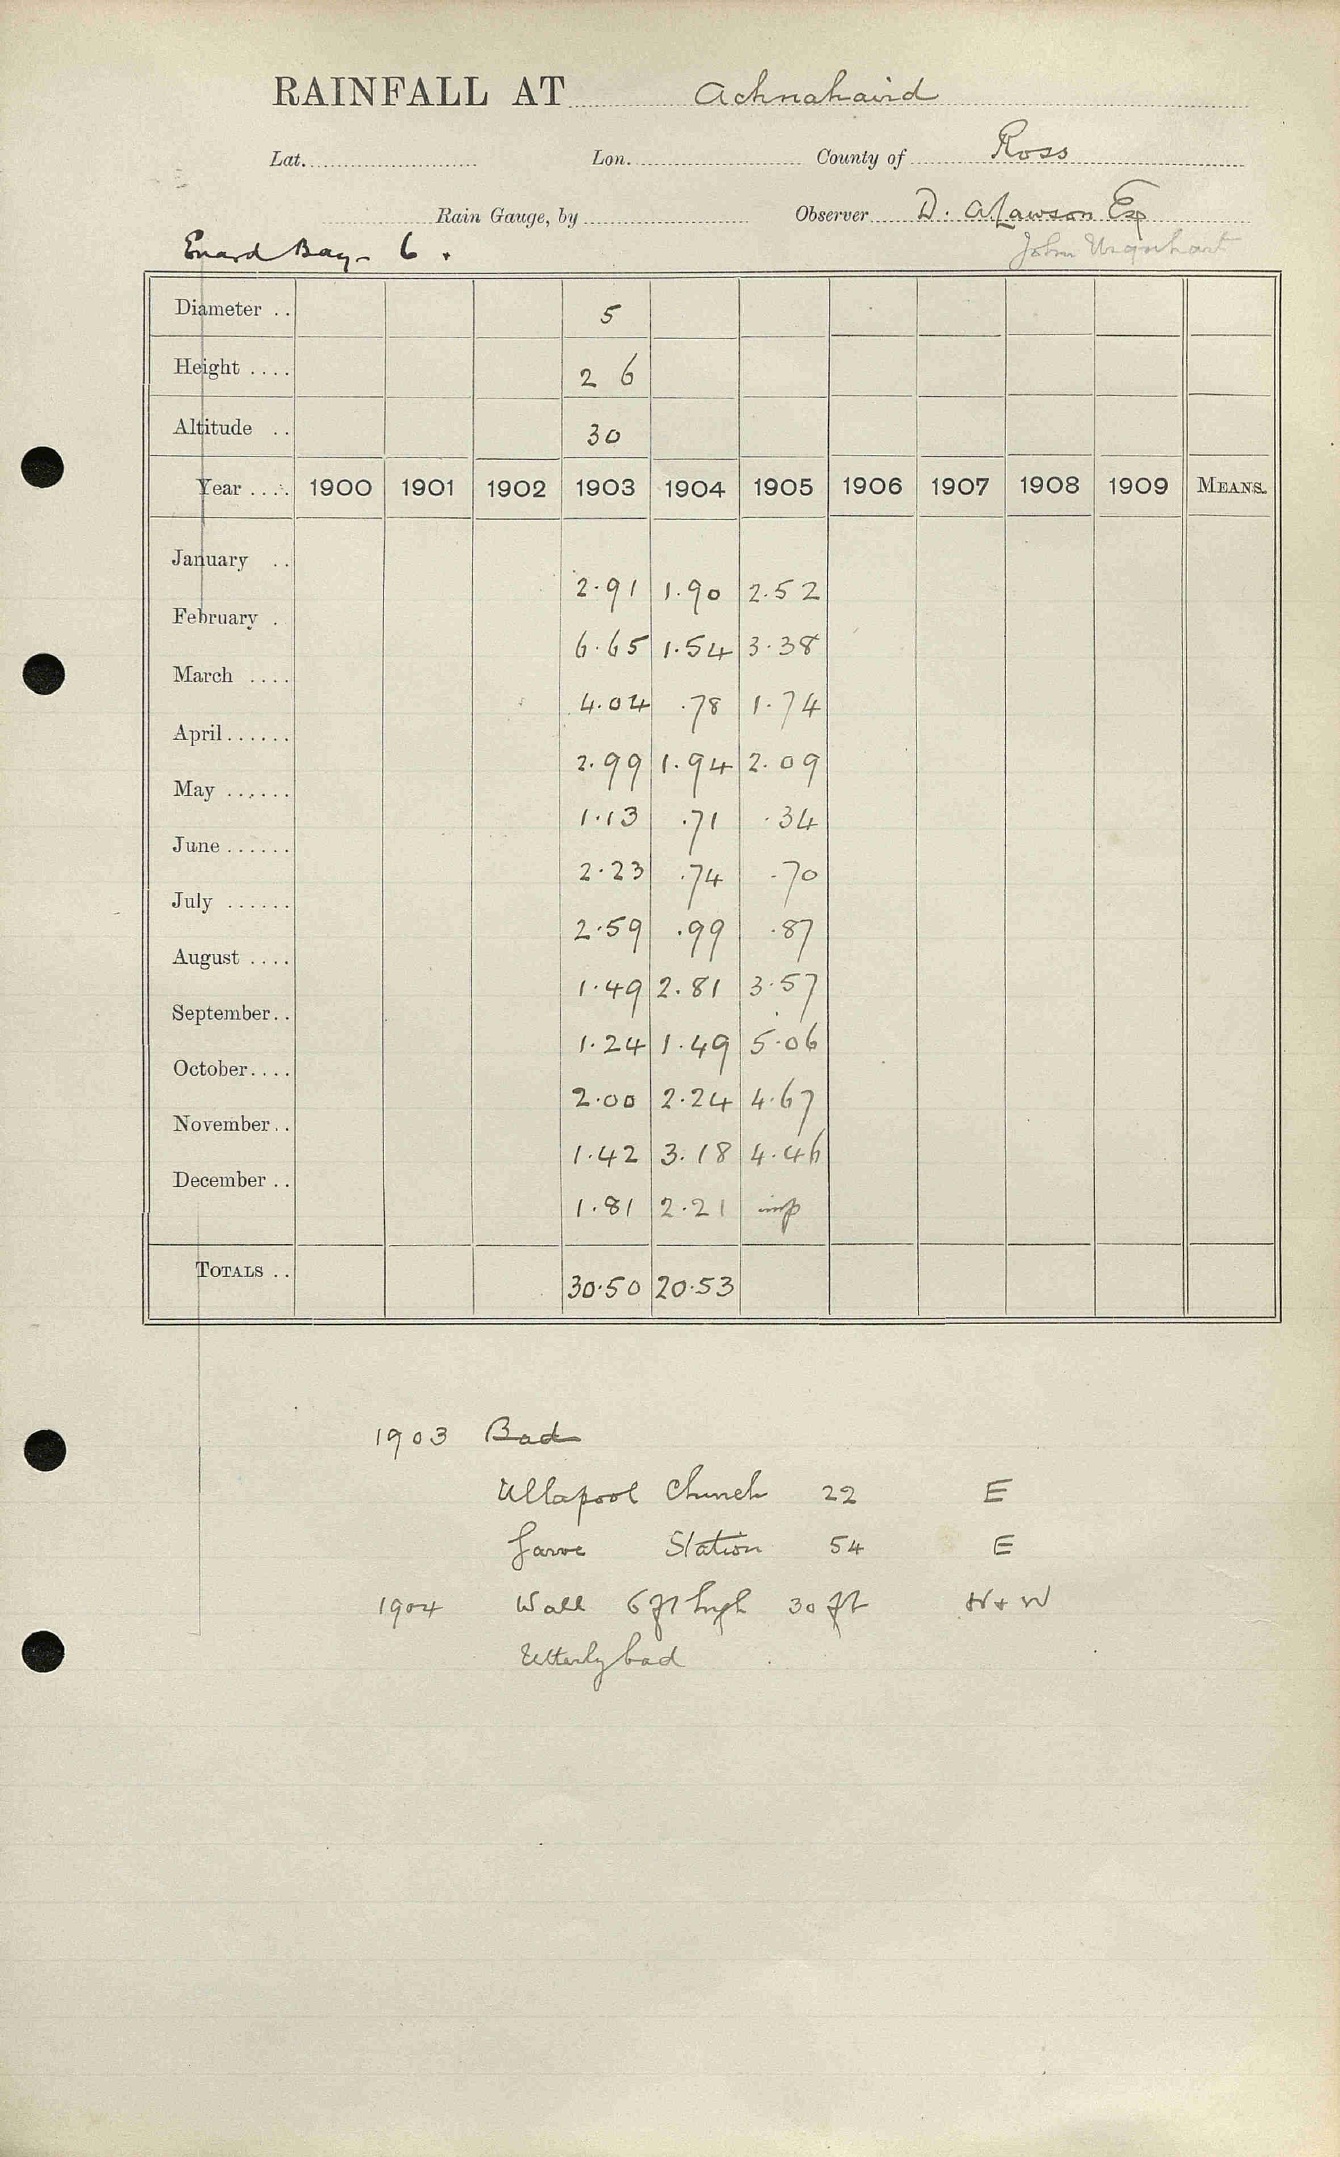 RAINFALL AT Achnahaird
Lat. Lon. County of Ross
Rain Gauge, by Observer D. A Lawson Esq
Enard Bay 6. John Urquhart
Diameter .. 5
Height .... 2 6
Altitude .. 30
Year .... 1900 1901 1902 1903 1904 1905 1906 1907 1908 1909 MEANS.
January .. 2.91 1.90 2.52
February . 6.65 1.54 3.38
March .... 4.04 .78 1.74
April...... 2.99 1.94 2.09
May ...... 1.13 .71 .34
June ...... 2.23 .74 .70
July ...... 2.59 .99 .87
August .... 1.49 2.81 3.57
September.. 1.24 1.49 5.06
October.... 2.00 2.24 4.67
November.. 1.42 3.18 4.46
December .. 1.81 2.21 imp
TOTALS .. 30.50 20.53
1903 Bad
Ullapool Church 22 E
Garve Station 54 E
1904 Wall 6 ft high 30 ft N + W
Utterly bad